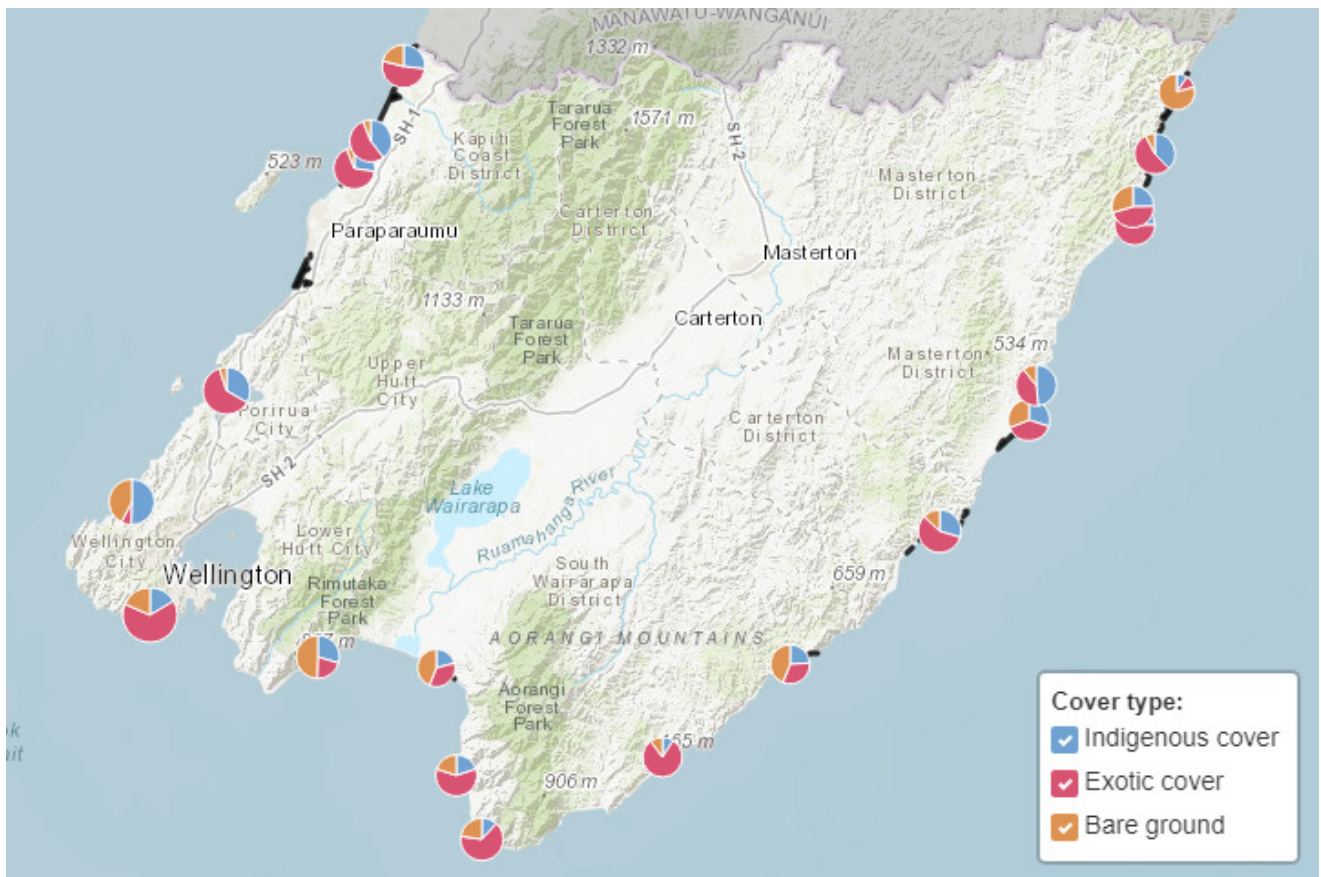 MANAWATU-WANGANUI
1332 m
SH-1
Tararua
Forest
Park
1571 m
SH 2
523 m
Kapiti
Coast
District
Masterton
District
Carterton
District
Paraparaumu
Masterton
1133 m
Carterton
Tararua
Forest
Park
534 m
Upper
Hutt
City
Masterton
District
Porirua
City
Carterton
District
SH 2
Lake
Wairarapa
Ruamahanga River
Lower
Hutt City
Wellington
City
Wellington
South
Wairarapa
District
659 m
Rimutaka
Forest
Park
AORANGI MOUNTAINS
Aorangi
Forest
Park
906 m
Cover type:
Indigenous cover
Exotic cover
Bare ground